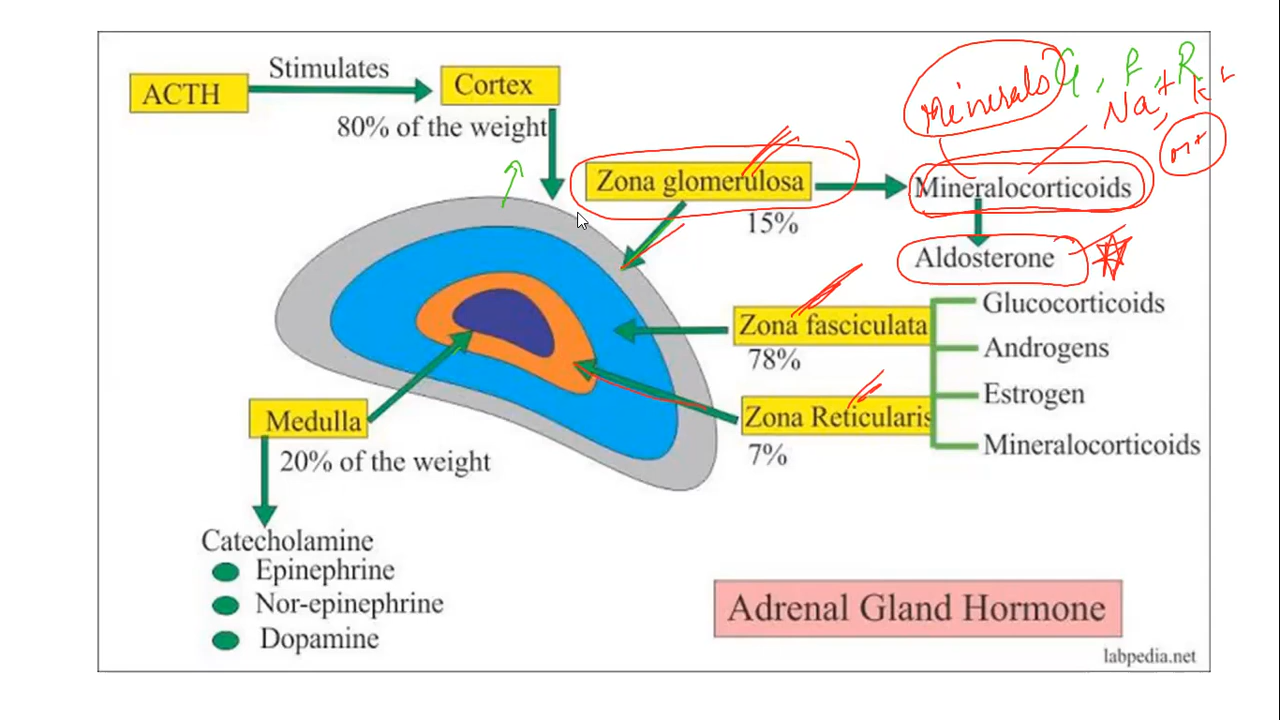 Minerals G, F, R
Na+, K+
ACTH
Stimulates
Cortex
80% of the weight
Zona glomerulosa
15%
Mineralocorticoids
Aldosterone
Zona fasciculata
78%
Glucocorticoids
Androgens
Estrogen
Mineralocorticoids
Zona Reticularis
7%
Medulla
20% of the weight
Catecholamine
Epinephrine
Nor-epinephrine
Dopamine
Adrenal Gland Hormone
labpedia.net